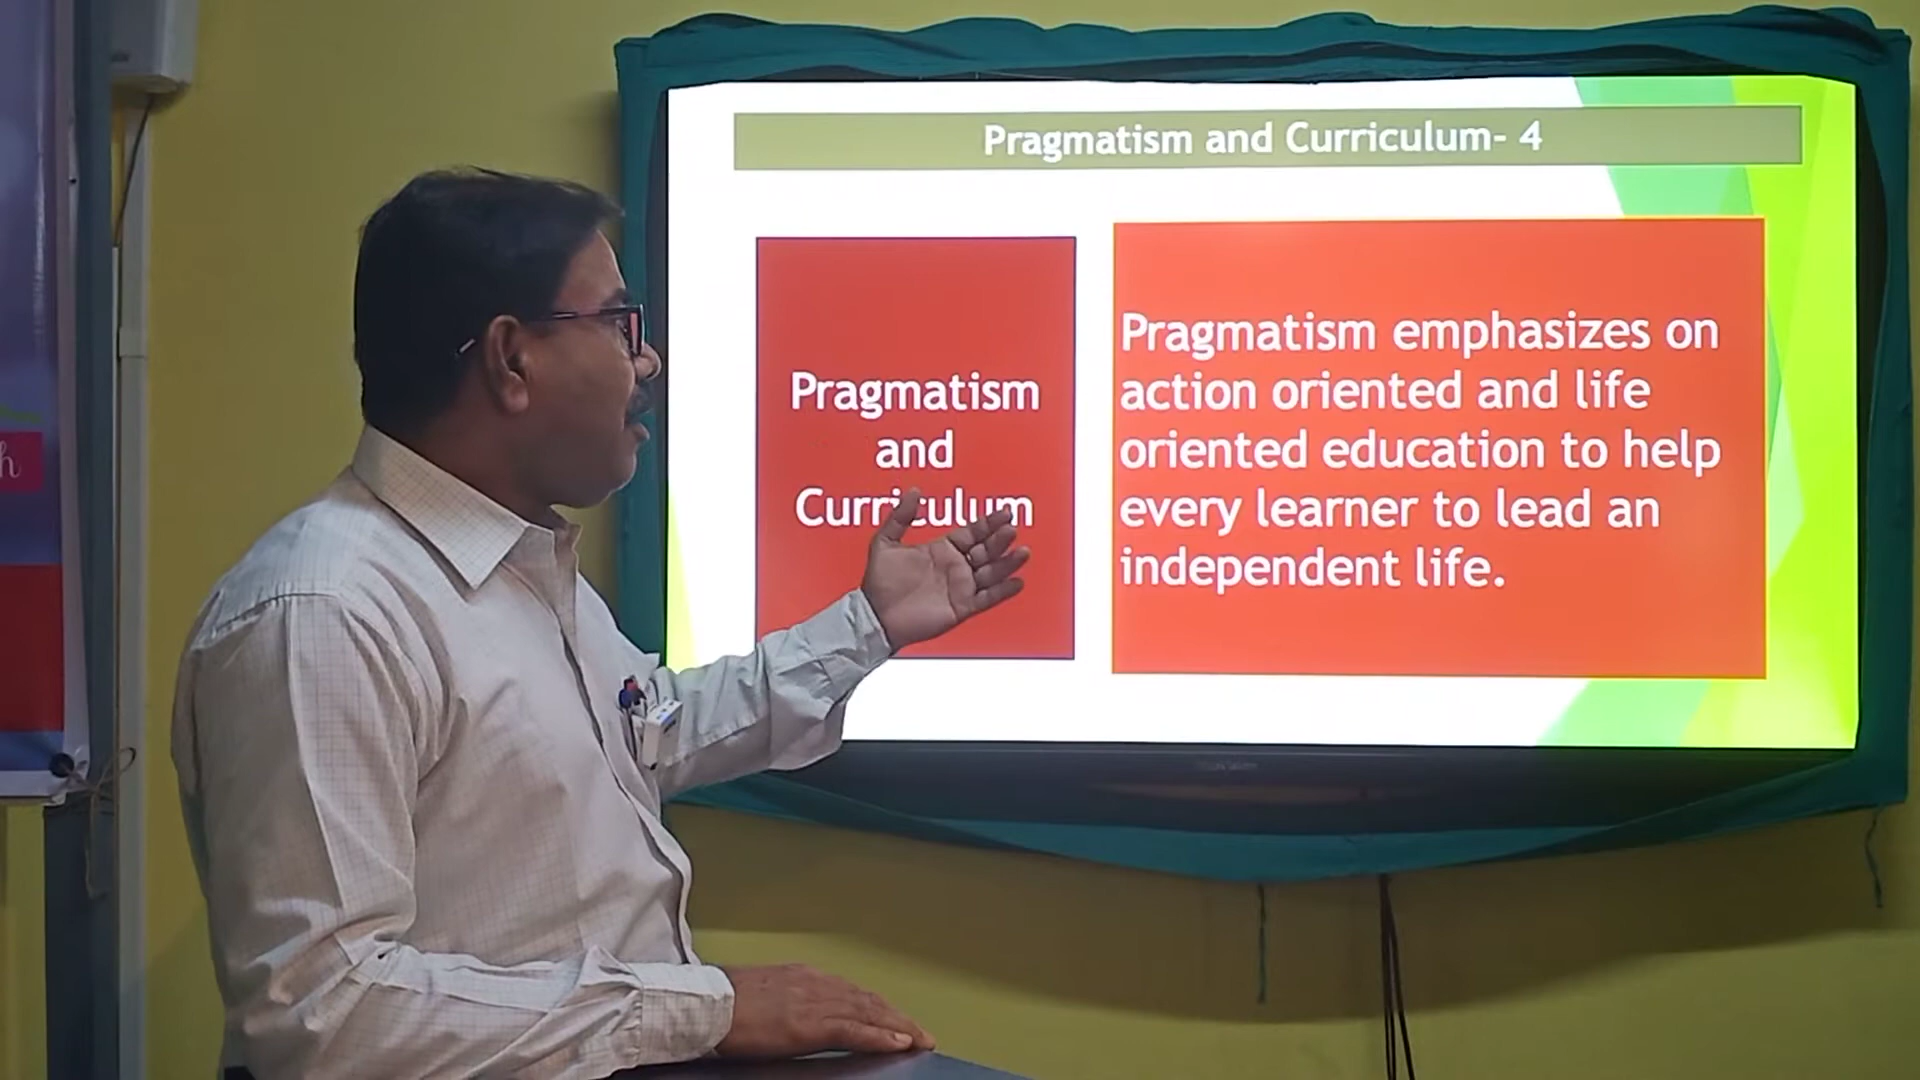 Pragmatism and Curriculum- 4
Pragmatism
and
Curriculum
Pragmatism emphasizes on
action oriented and life
oriented education to help
every learner to lead an
independent life.
h